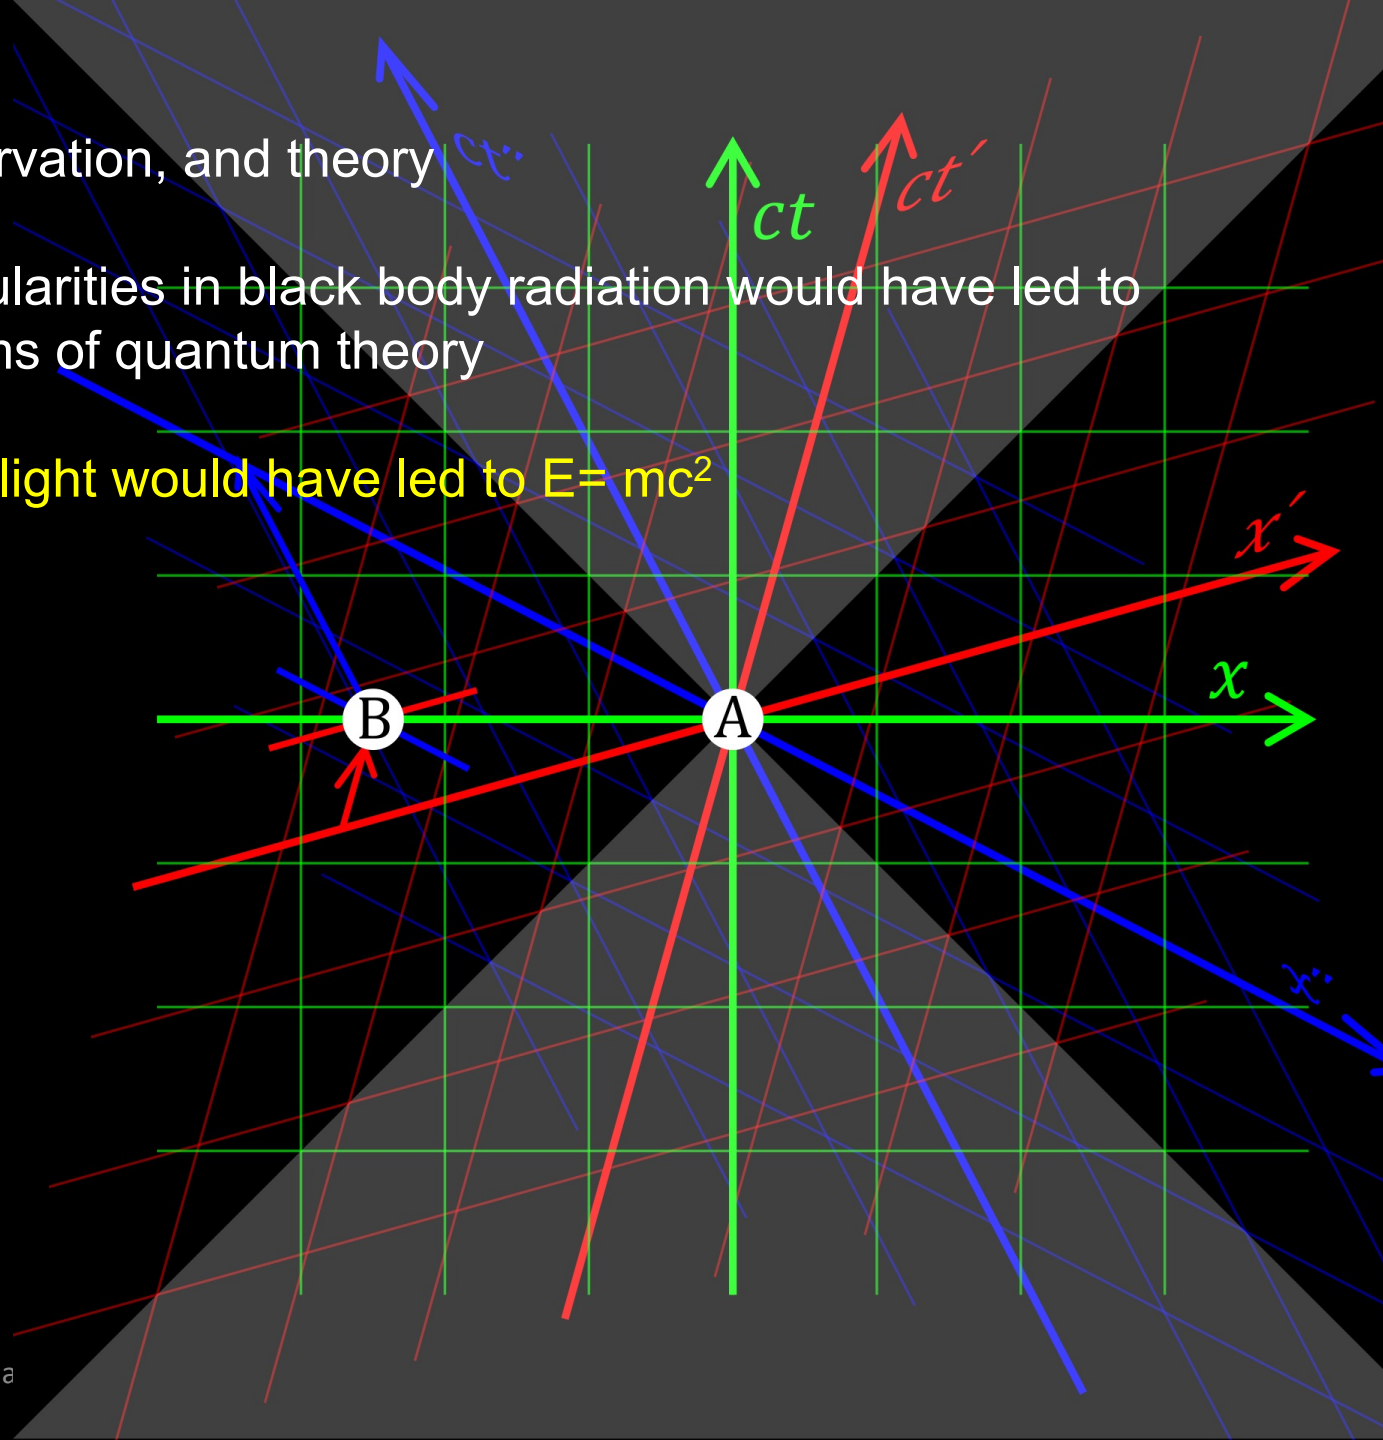 rvation, and theory
ularities in black body radiation would have led to
ns of quantum theory
light would have led to E= mc²
ct¨
ct
ct´
x´
x
B
A
x¨
a